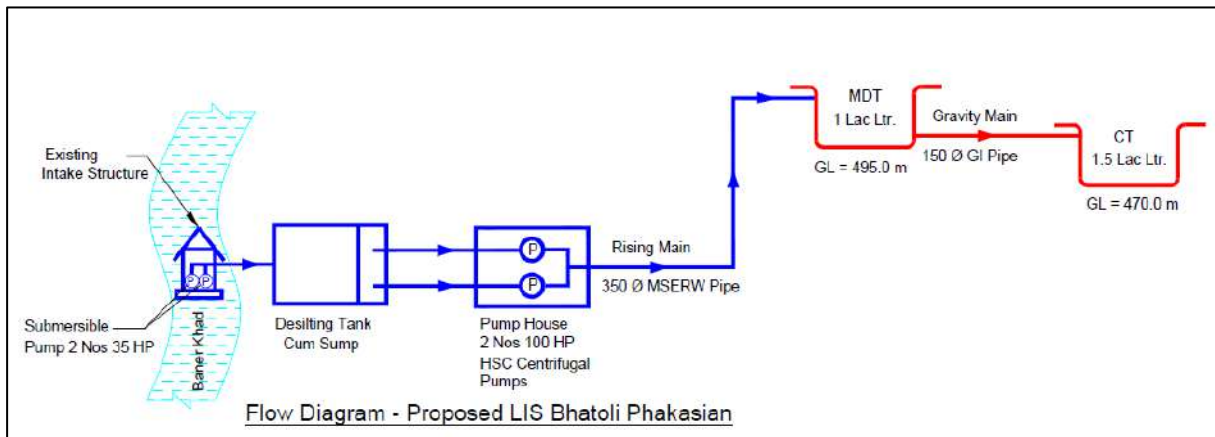 Existing
Intake Structure
Submersible
Pump 2 Nos 35 HP
P P
Baner Khad
Desilting Tank
Cum Sump
P
P
Pump House
2 Nos 100 HP
HSC Centrifugal
Pumps
Rising Main
350 Ø MSERW Pipe
MDT
1 Lac Ltr.
GL = 495.0 m
Gravity Main
150 Ø GI Pipe
CT
1.5 Lac Ltr.
GL = 470.0 m
Flow Diagram - Proposed LIS Bhatoli Phakasian